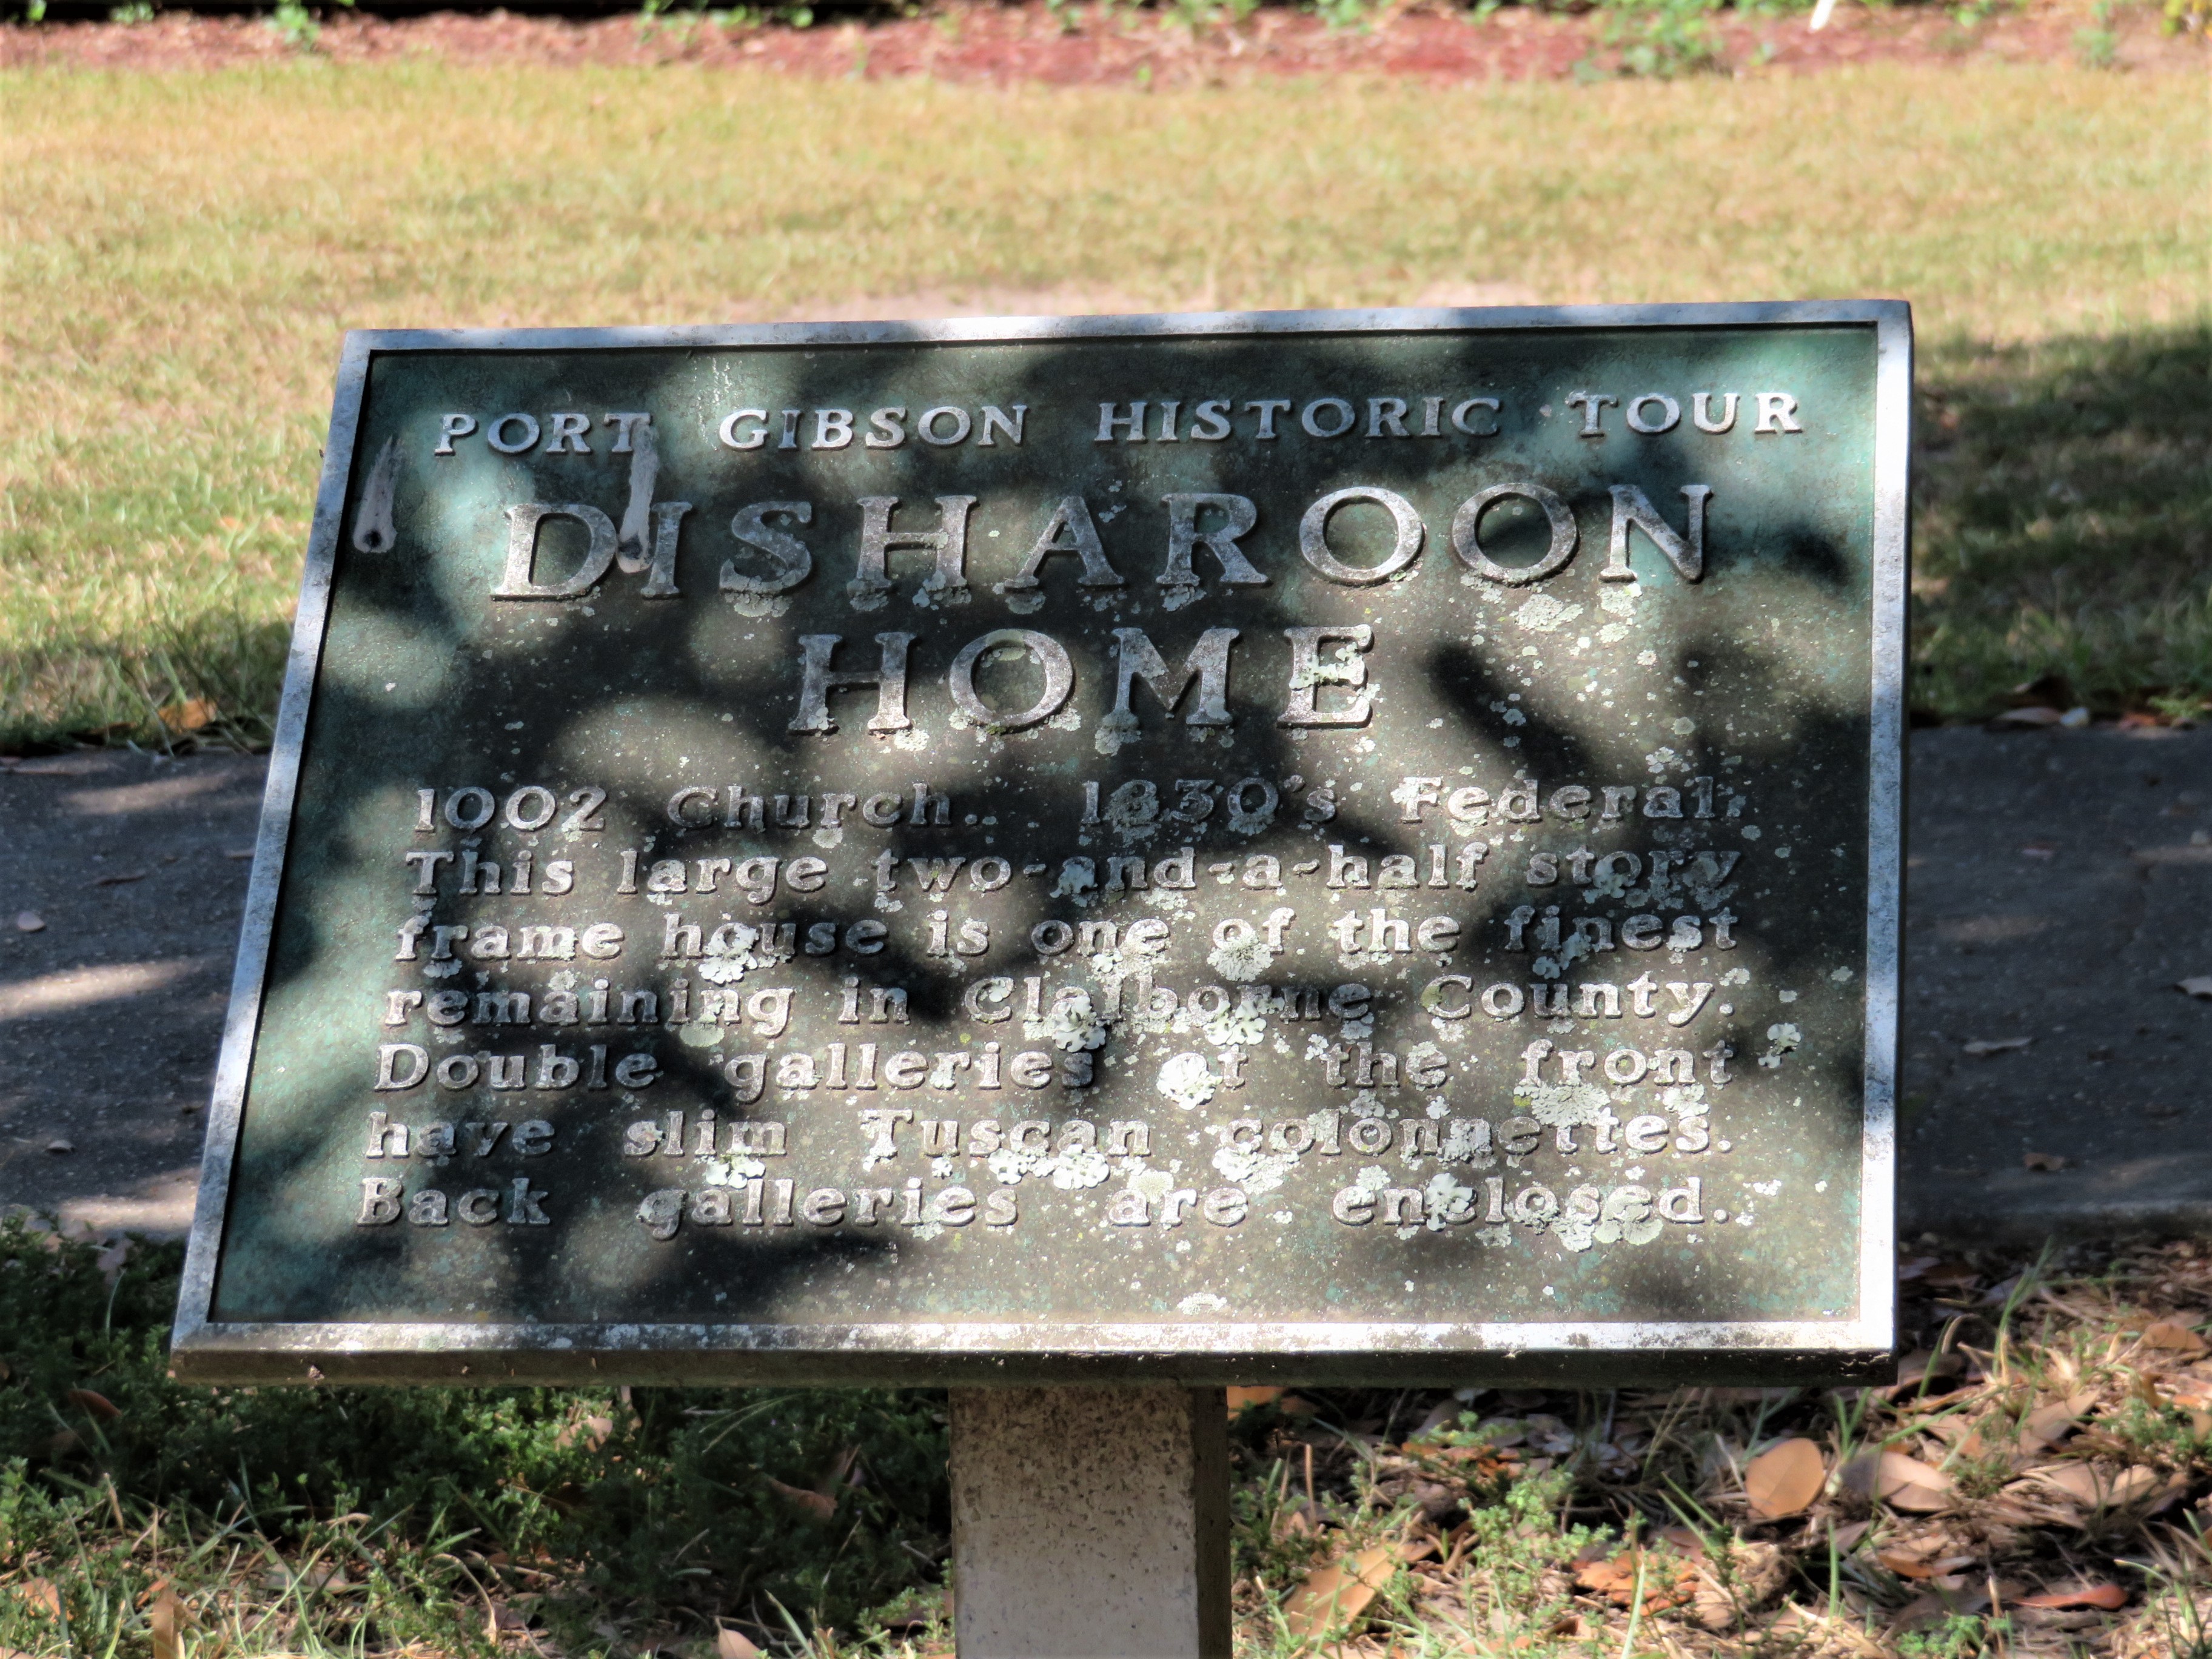 PORT GIBSON HISTORIC TOUR
DISHAROON
HOME
1002 Church. 1830's Federal.
This large two-and-a-half story
frame house is one of the finest
remaining in Claiborne County.
Double galleries at the front
have slim Tuscan colonnettes.
Back galleries are enclosed.